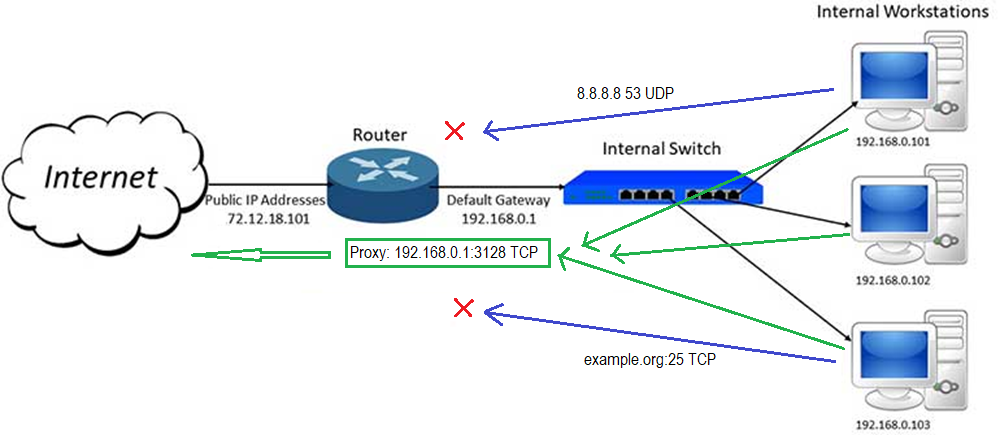 Internal Workstations
8.8.8.8 53 UDP
Router
192.168.0.101
Internal Switch
Internet
Public IP Addresses
72.12.18.101
Default Gateway
192.168.0.1
Proxy: 192.168.0.1:3128 TCP
192.168.0.102
example.org:25 TCP
192.168.0.103